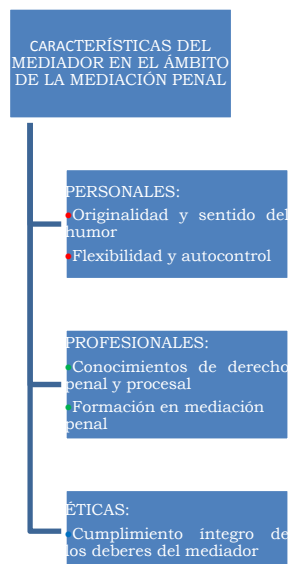 CARACTERÍSTICAS DEL
MEDIADOR EN EL ÁMBITO
DE LA MEDIACIÓN PENAL
PERSONALES:
•Originalidad y sentido del
humor
•Flexibilidad y autocontrol
PROFESIONALES:
•Conocimientos de derecho
penal y procesal
•Formación en mediación
penal
ÉTICAS:
•Cumplimiento íntegro de
los deberes del mediador